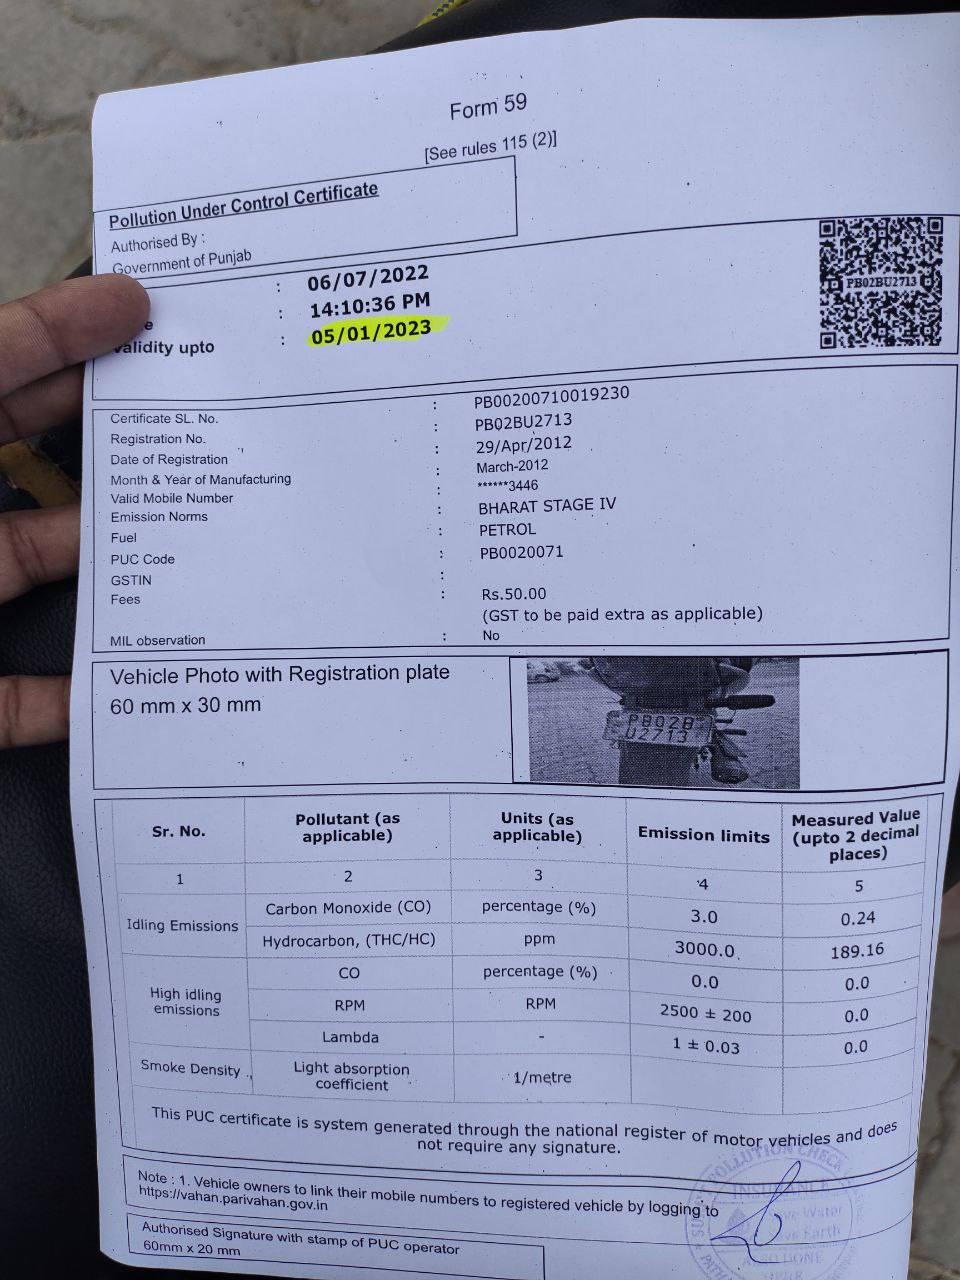 Form 59
[See rules 115 (2)]
Pollution Under Control Certificate
Authorised By :
Government of Punjab
: 06/07/2022
: 14:10:36 PM
Validity upto : 05/01/2023
PB02BU2713
Certificate SL. No. : PB00200710019230
Registration No. : PB02BU2713
Date of Registration : 29/Apr/2012
Month & Year of Manufacturing : March-2012
Valid Mobile Number : ******3446
Emission Norms : BHARAT STAGE IV
Fuel : PETROL
PUC Code : PB0020071
GSTIN :
Fees : Rs.50.00
(GST to be paid extra as applicable)
MIL observation : No
Vehicle Photo with Registration plate
60 mm x 30 mm
PB02B
U2713
Sr. No. Pollutant (as applicable) Units (as applicable) Emission limits Measured Value (upto 2 decimal places)
1 2 3 4 5
Idling Emissions Carbon Monoxide (CO) percentage (%) 3.0 0.24
Hydrocarbon, (THC/HC) ppm 3000.0 189.16
High idling emissions CO percentage (%) 0.0 0.0
RPM RPM 2500 ± 200 0.0
Lambda - 1 ± 0.03 0.0
Smoke Density Light absorption coefficient 1/metre
This PUC certificate is system generated through the national register of motor vehicles and does
not require any signature.
Note : 1. Vehicle owners to link their mobile numbers to registered vehicle by logging to
https://vahan.parivahan.gov.in
Authorised Signature with stamp of PUC operator
60mm x 20 mm
POLLUTION CHECK
INSURANCE
Save Water
Save Earth